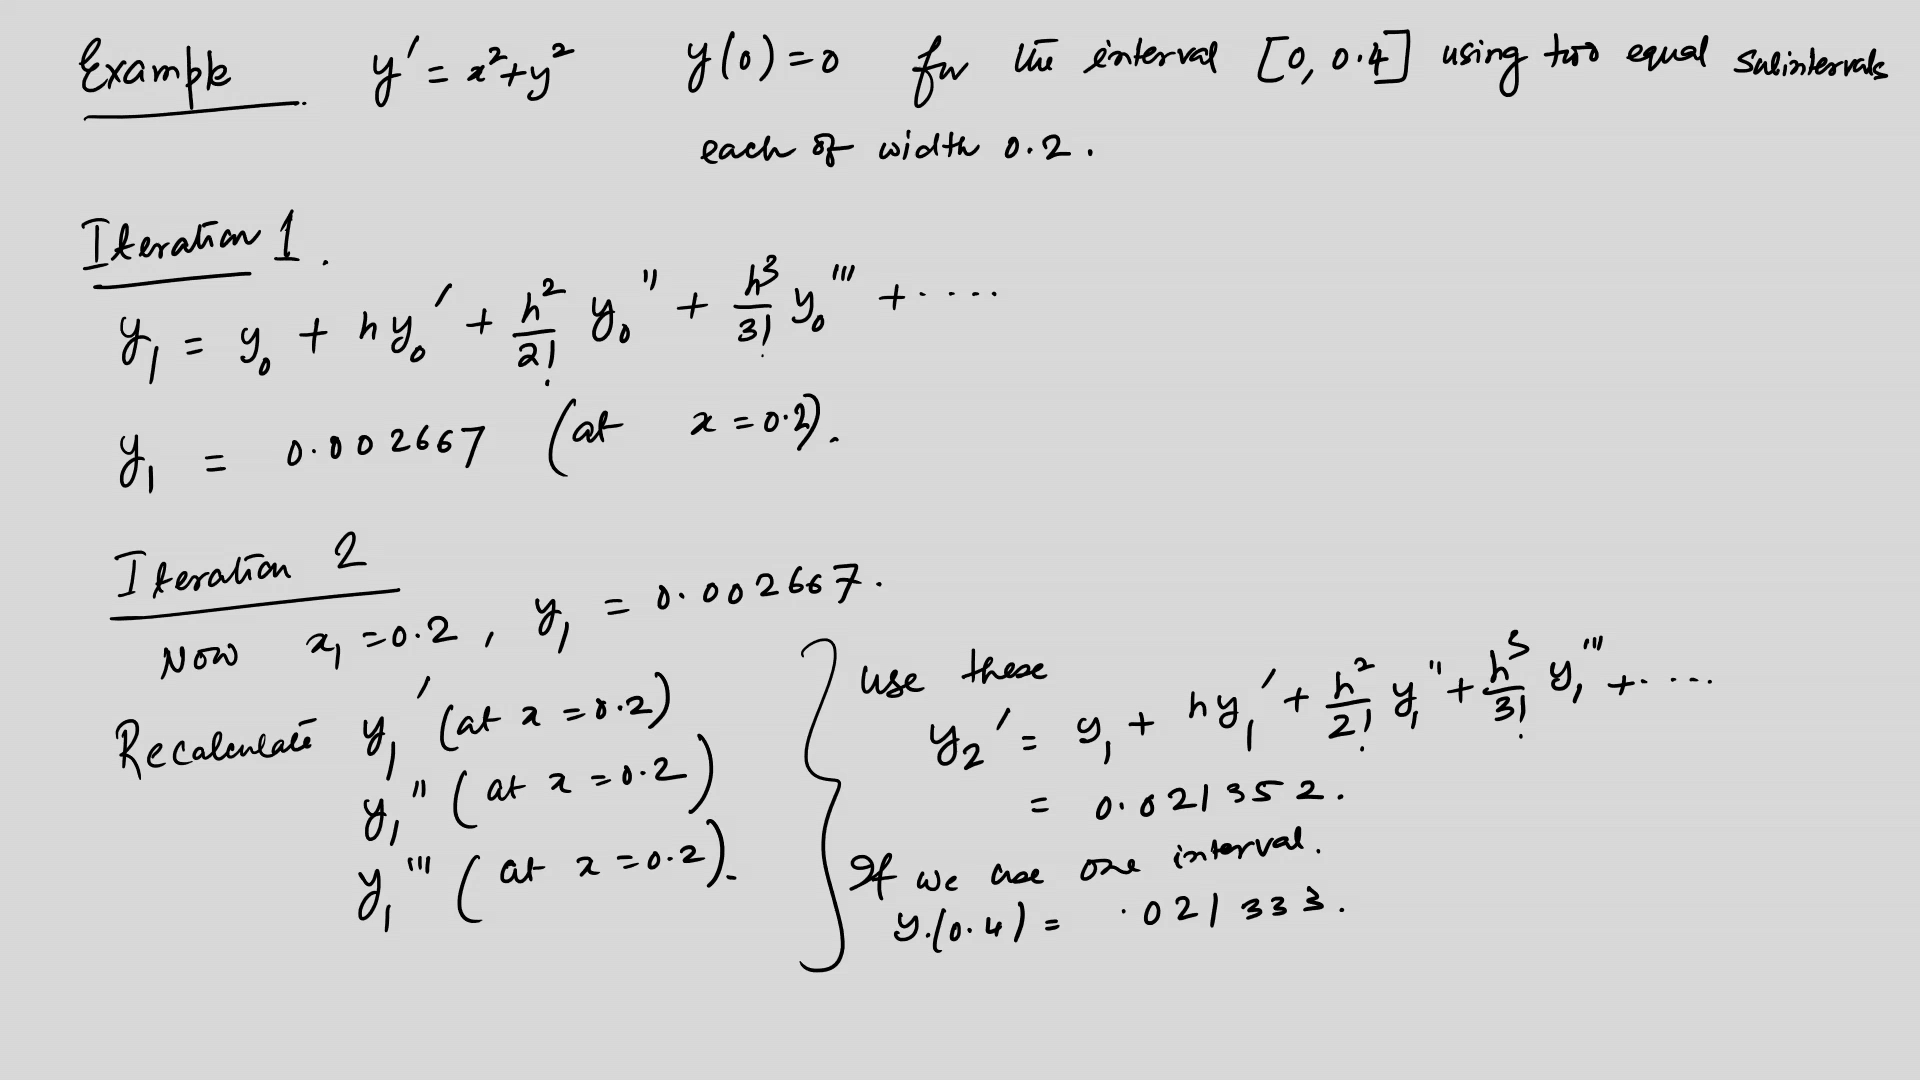 Example y' = x²+y² y(0)=0 for the interval [0, 0.4] using two equal subintervals
each of width 0.2.
Iteration 1.
y₁ = y₀ + hy₀' + h²/2! y₀'' + h³/3! y₀''' + ....
y₁ = 0.002667 (at x = 0.2).
Iteration 2
Now x₁ = 0.2, y₁ = 0.002667.
Recalculate y₁' (at x = 0.2)
y₁'' (at x = 0.2)
y₁''' (at x = 0.2).
use these
y₂' = y₁ + hy₁' + h²/2! y₁'' + h³/3! y₁''' + ....
= 0.021352.
If we use one interval.
y.(0.4) = .021333.